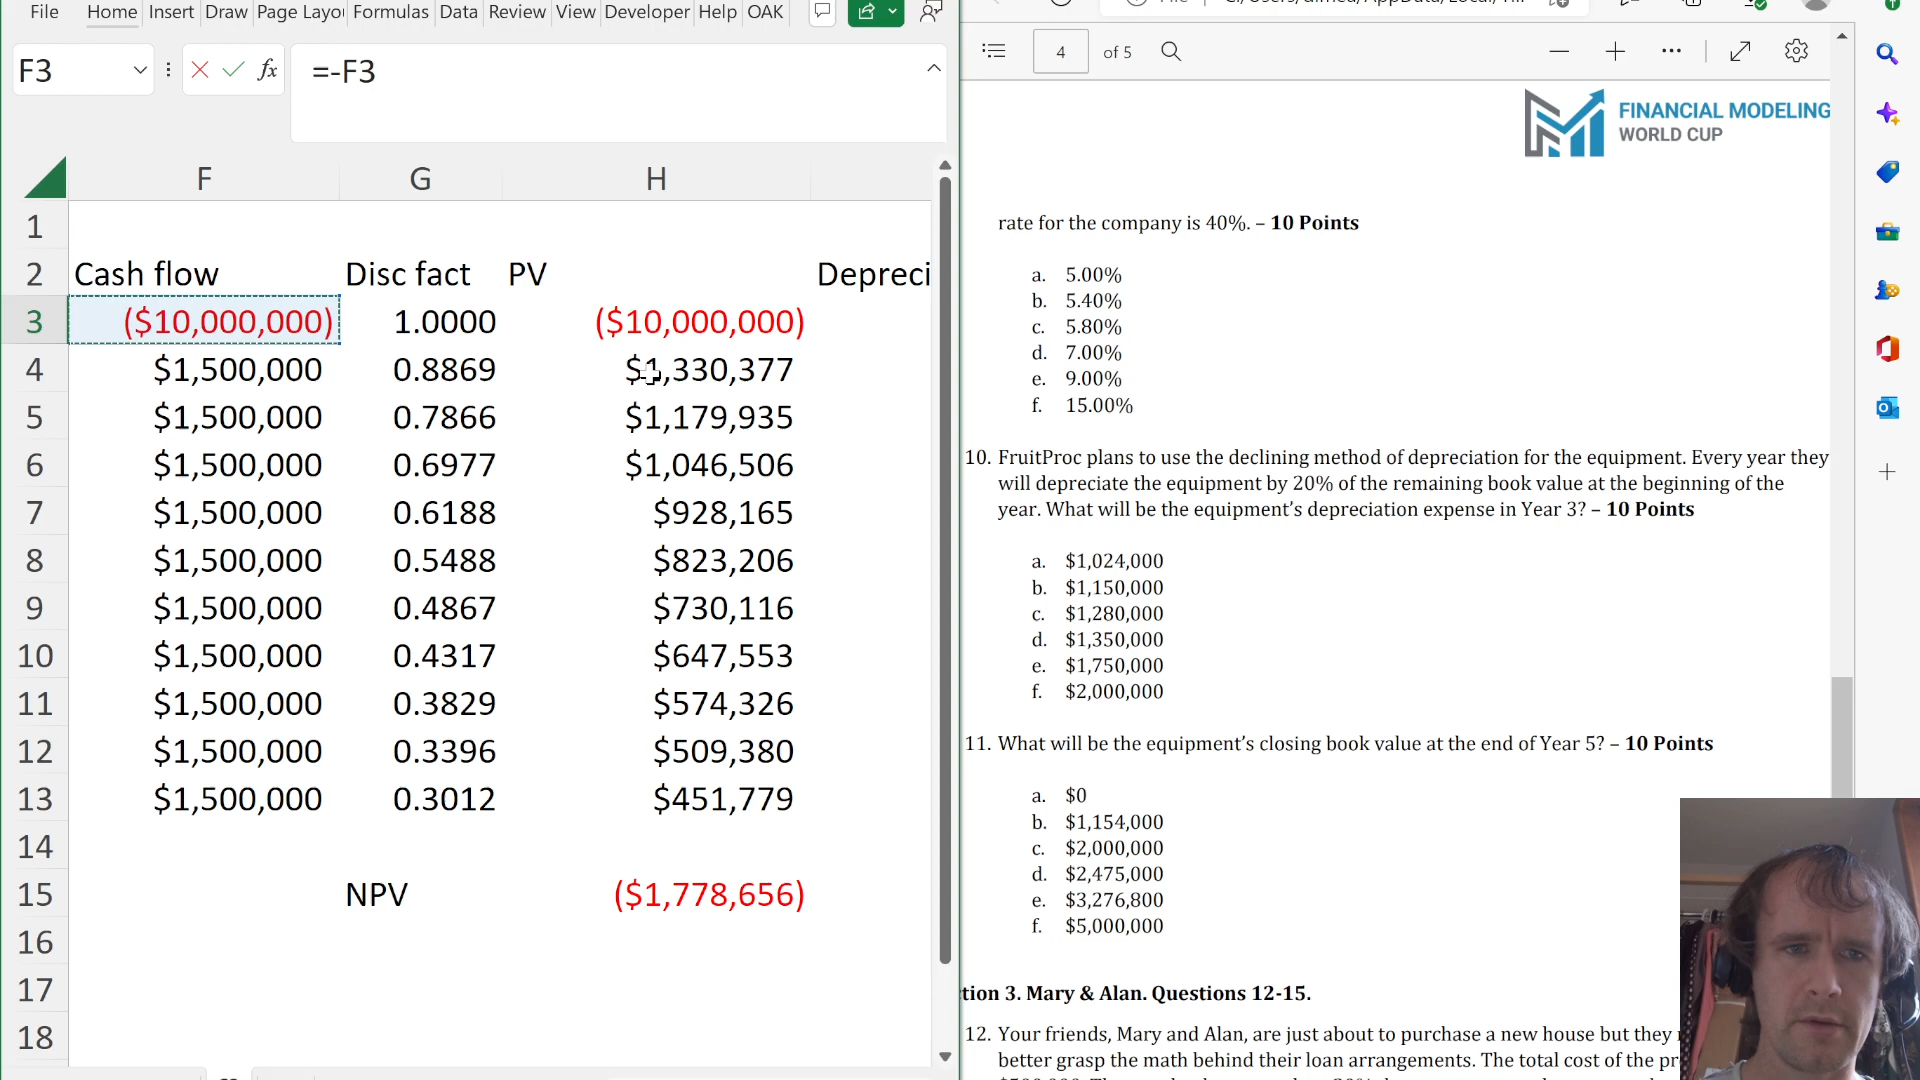 File Home Insert Draw Page Layo Formulas Data Review View Developer Help OAK
F3 fx =-F3
F G H
1
2 Cash flow Disc fact PV Depreci
3 ($10,000,000) 1.0000 ($10,000,000)
4 $1,500,000 0.8869 $1,330,377
5 $1,500,000 0.7866 $1,179,935
6 $1,500,000 0.6977 $1,046,506
7 $1,500,000 0.6188 $928,165
8 $1,500,000 0.5488 $823,206
9 $1,500,000 0.4867 $730,116
10 $1,500,000 0.4317 $647,553
11 $1,500,000 0.3829 $574,326
12 $1,500,000 0.3396 $509,380
13 $1,500,000 0.3012 $451,779
14
15 NPV ($1,778,656)
16
17
18
4 of 5
FINANCIAL MODELING
WORLD CUP
rate for the company is 40%. – 10 Points
a. 5.00%
b. 5.40%
c. 5.80%
d. 7.00%
e. 9.00%
f. 15.00%
10. FruitProc plans to use the declining method of depreciation for the equipment. Every year they
will depreciate the equipment by 20% of the remaining book value at the beginning of the
year. What will be the equipment's depreciation expense in Year 3? – 10 Points
a. $1,024,000
b. $1,150,000
c. $1,280,000
d. $1,350,000
e. $1,750,000
f. $2,000,000
11. What will be the equipment's closing book value at the end of Year 5? – 10 Points
a. $0
b. $1,154,000
c. $2,000,000
d. $2,475,000
e. $3,276,800
f. $5,000,000
tion 3. Mary & Alan. Questions 12-15.
12. Your friends, Mary and Alan, are just about to purchase a new house but they
better grasp the math behind their loan arrangements. The total cost of the pr